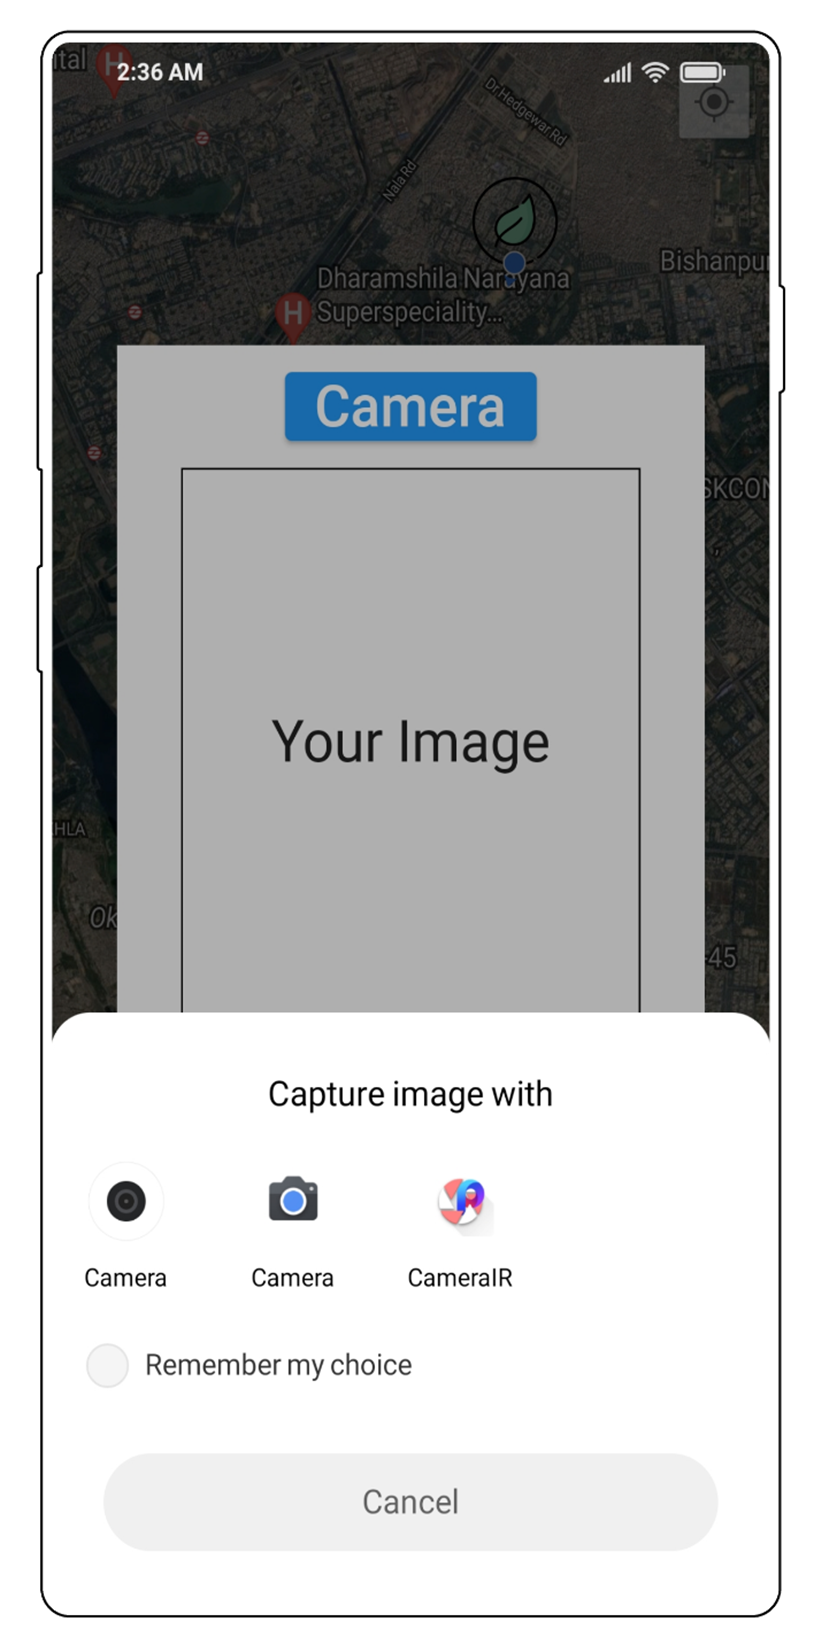 ital
H
2:36 AM
Dr Hedgewar Rd
Nala Rd
Bishanpu
Dharamshila Narayana
H
Superspeciality...
Camera
SKCON
Your Image
HLA
Ok
-45
Capture image with
Camera
Camera
CameraIR
Remember my choice
Cancel